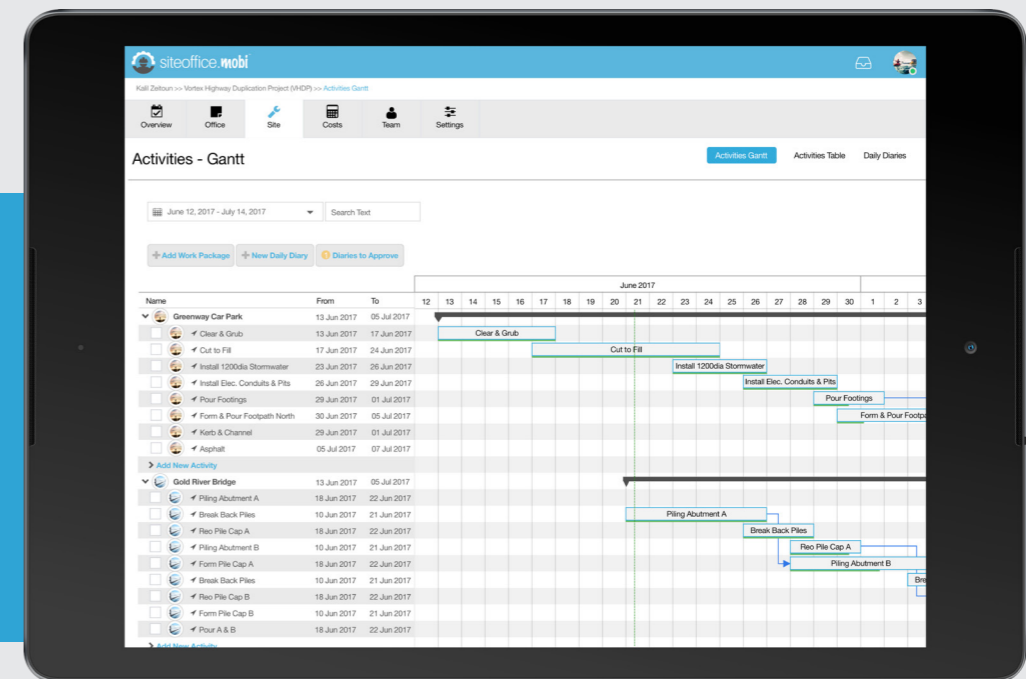 siteoffice.mobi
Kalil Zeitoun >> Vortex Highway Duplication Project (VHDP) >> Activities Gantt
Overview Office Site Costs Team Settings
Activities - Gantt Activities Gantt Activities Table Daily Diaries
June 12, 2017 - July 14, 2017 Search Text
Add Work Package New Daily Diary Diaries to Approve
June 2017
Name From To 12 13 14 15 16 17 18 19 20 21 22 23 24 25 26 27 28 29 30 1 2 3
Greenway Car Park 13 Jun 2017 05 Jul 2017
Clear & Grub 13 Jun 2017 17 Jun 2017 Clear & Grub
Cut to Fill 17 Jun 2017 24 Jun 2017 Cut to Fill
Install 1200dia Stormwater 23 Jun 2017 26 Jun 2017 Install 1200dia Stormwater
Install Elec. Conduits & Pits 26 Jun 2017 29 Jun 2017 Install Elec. Conduits & Pits
Pour Footings 29 Jun 2017 01 Jul 2017 Pour Footings
Form & Pour Footpath North 30 Jun 2017 05 Jul 2017 Form & Pour Footpa
Kerb & Channel 29 Jun 2017 01 Jul 2017
Asphalt 05 Jul 2017 07 Jul 2017
Add New Activity
Gold River Bridge 13 Jun 2017 05 Jul 2017
Piling Abutment A 18 Jun 2017 22 Jun 2017
Break Back Piles 10 Jun 2017 21 Jun 2017 Piling Abutment A
Reo Pile Cap A 18 Jun 2017 22 Jun 2017 Break Back Piles
Piling Abutment B 10 Jun 2017 21 Jun 2017 Reo Pile Cap A
Form Pile Cap A 18 Jun 2017 22 Jun 2017 Piling Abutment B
Break Back Piles 10 Jun 2017 21 Jun 2017 Bre
Reo Pile Cap B 18 Jun 2017 22 Jun 2017
Form Pile Cap B 10 Jun 2017 21 Jun 2017
Pour A & B 18 Jun 2017 22 Jun 2017
Add New Activity